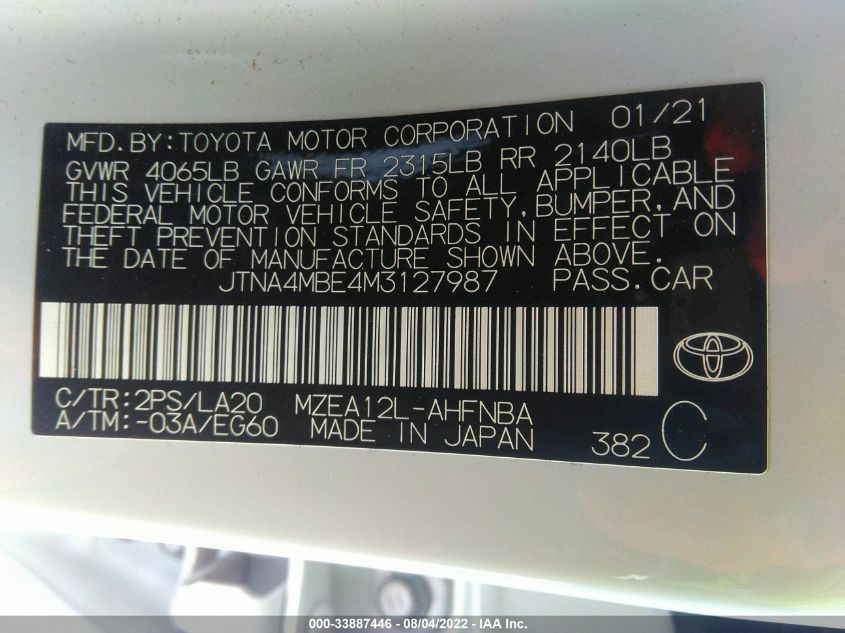 MFD. BY: TOYOTA MOTOR CORPORATION 01/21
GVWR 4065LB GAWR FR 2315LB RR 2140LB
THIS VEHICLE CONFORMS TO ALL APPLICABLE
FEDERAL MOTOR VEHICLE SAFETY, BUMPER, AND
THEFT PREVENTION STANDARDS IN EFFECT ON
THE DATE OF MANUFACTURE SHOWN ABOVE.
JTNA4MBE4M3127987 PASS. CAR
C/TR: 2PS/LA20 MZEA12L-AHFNBA
A/TM: -03A/EG60 MADE IN JAPAN 382 C
000-33887446 - 08/04/2022 - IAA Inc.